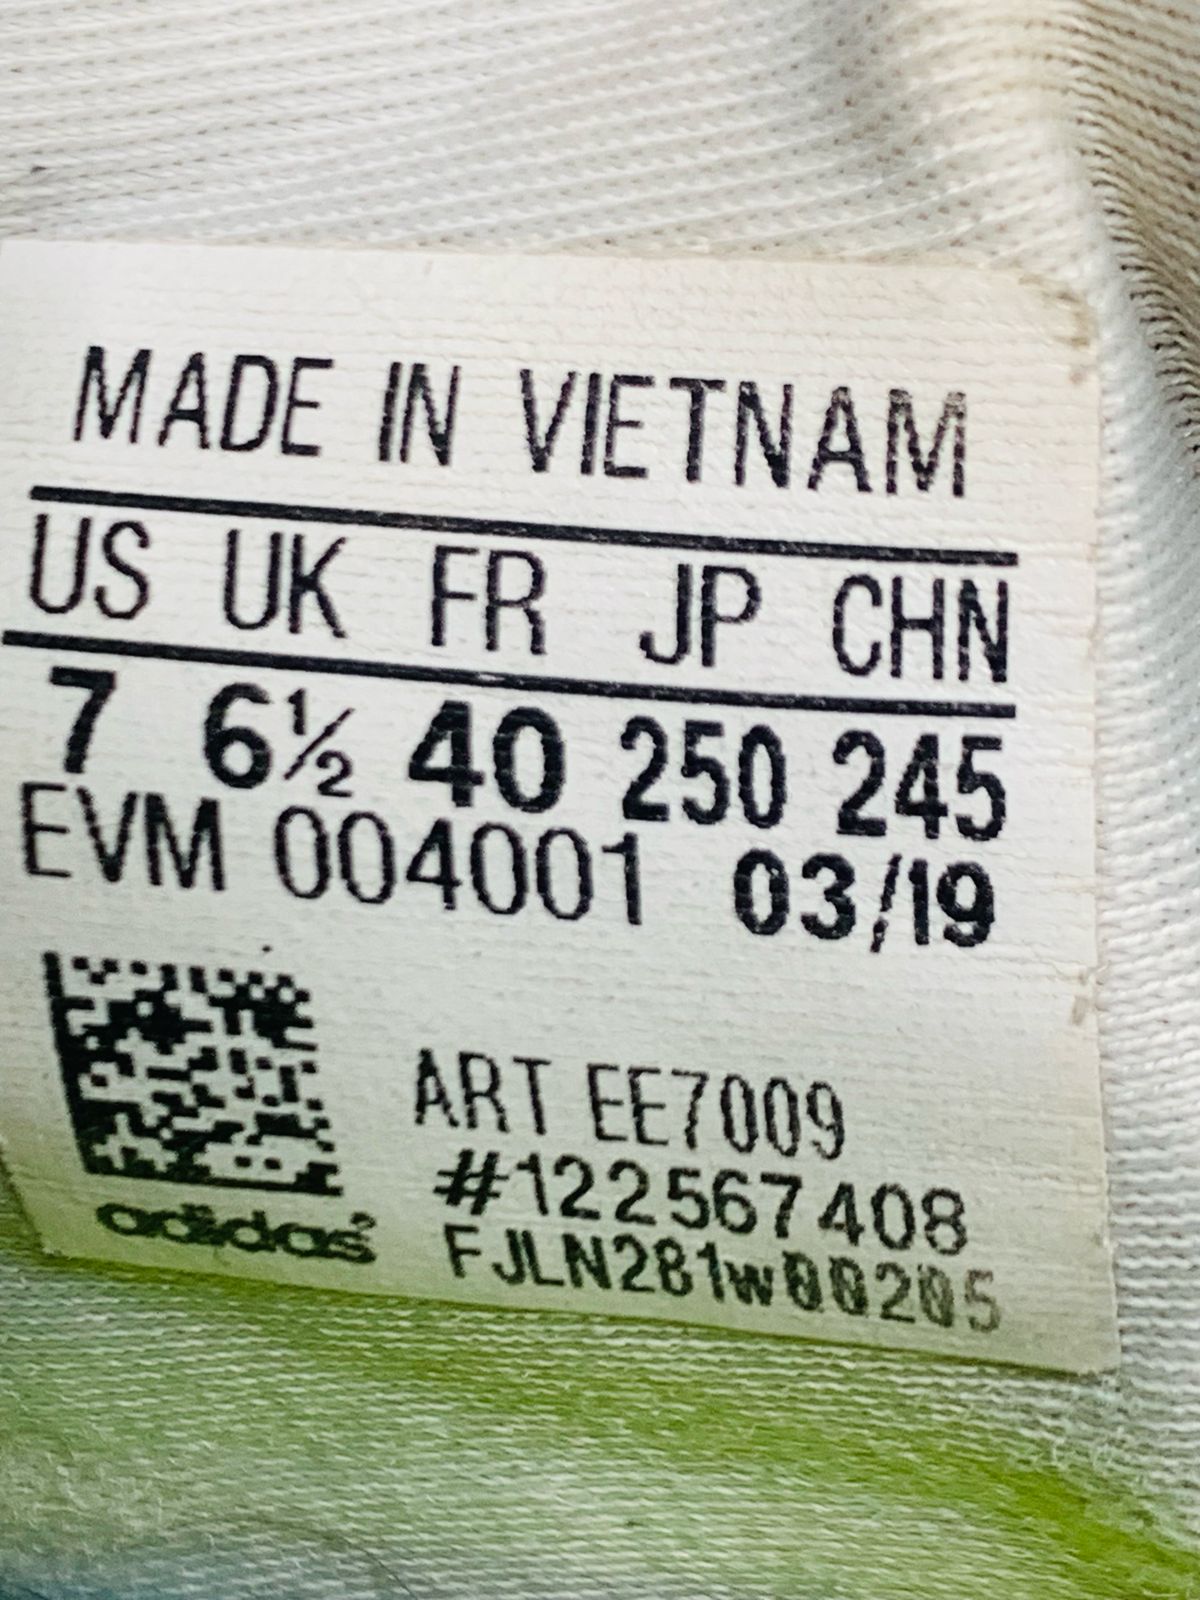 MADE IN VIETNAM
US UK FR JP CHN
7 6½ 40 250 245
EVM 004001 03/19
ART EE7009
#122567408
adidas
FJLN281w00205